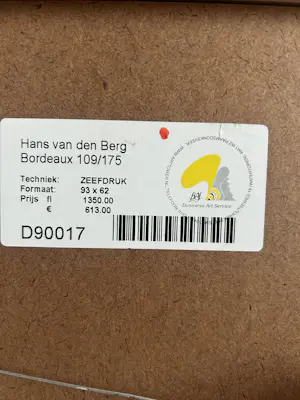 Hans van den Berg
Bordeaux 109/175
Techniek: ZEEFDRUK
Formaat: 93 x 62
Prijs fl 1350.00
€ 613.00
D90017
Business Art Service